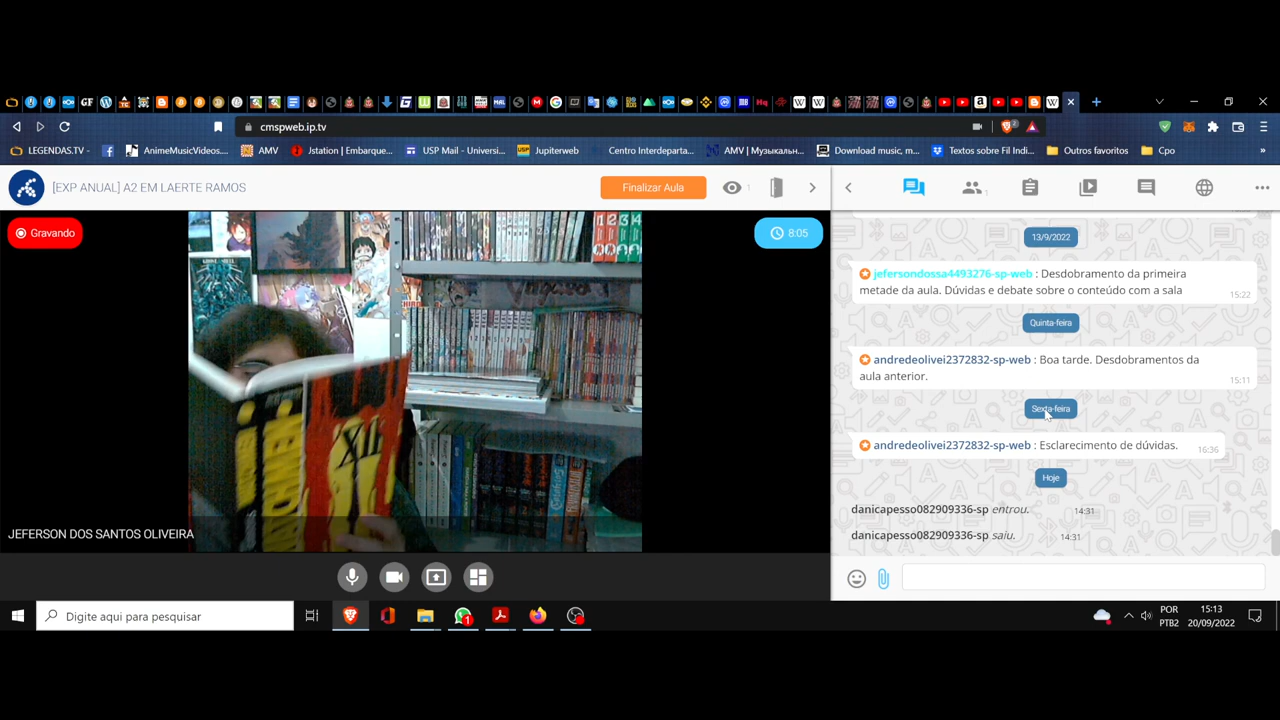 cmspweb.ip.tv
2
LEGENDAS.TV
AnimeMusicVideos...
AMV
Jstation | Embarque...
USP Mail - Universi...
Jupiterweb
Centro Interdeparta...
AMV | Музыкальн...
Download music, m...
Textos sobre Fil Indi...
Outros favoritos
Cpo
»
[EXP ANUAL] A2 EM LAERTE RAMOS
Finalizar Aula
1
1
Gravando
8:05
JEFERSON DOS SANTOS OLIVEIRA
13/9/2022
jefersondossa4493276-sp-web : Desdobramento da primeira
metade da aula. Dúvidas e debate sobre o conteúdo com a sala
15:22
Quinta-feira
andredeolivei2372832-sp-web : Boa tarde. Desdobramentos da
aula anterior.
15:11
Sexta-feira
andredeolivei2372832-sp-web : Esclarecimento de dúvidas.
16:36
Hoje
danicapesso082909336-sp entrou. 14:31
danicapesso082909336-sp saiu. 14:31
Digite aqui para pesquisar
1
POR
PTB2
15:13
20/09/2022